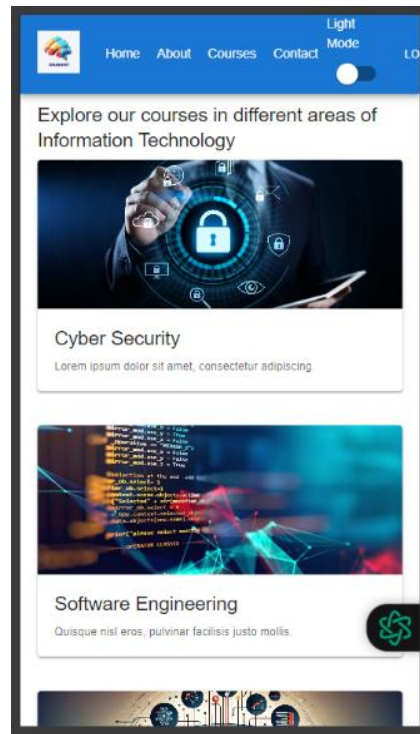 Home About Courses Contact
Light
Mode
LO
Explore our courses in different areas of
Information Technology
Cyber Security
Lorem ipsum dolor sit amet, consectetur adipiscing.
Software Engineering
Quisque nisl eros, pulvinar facilisis justo mollis.